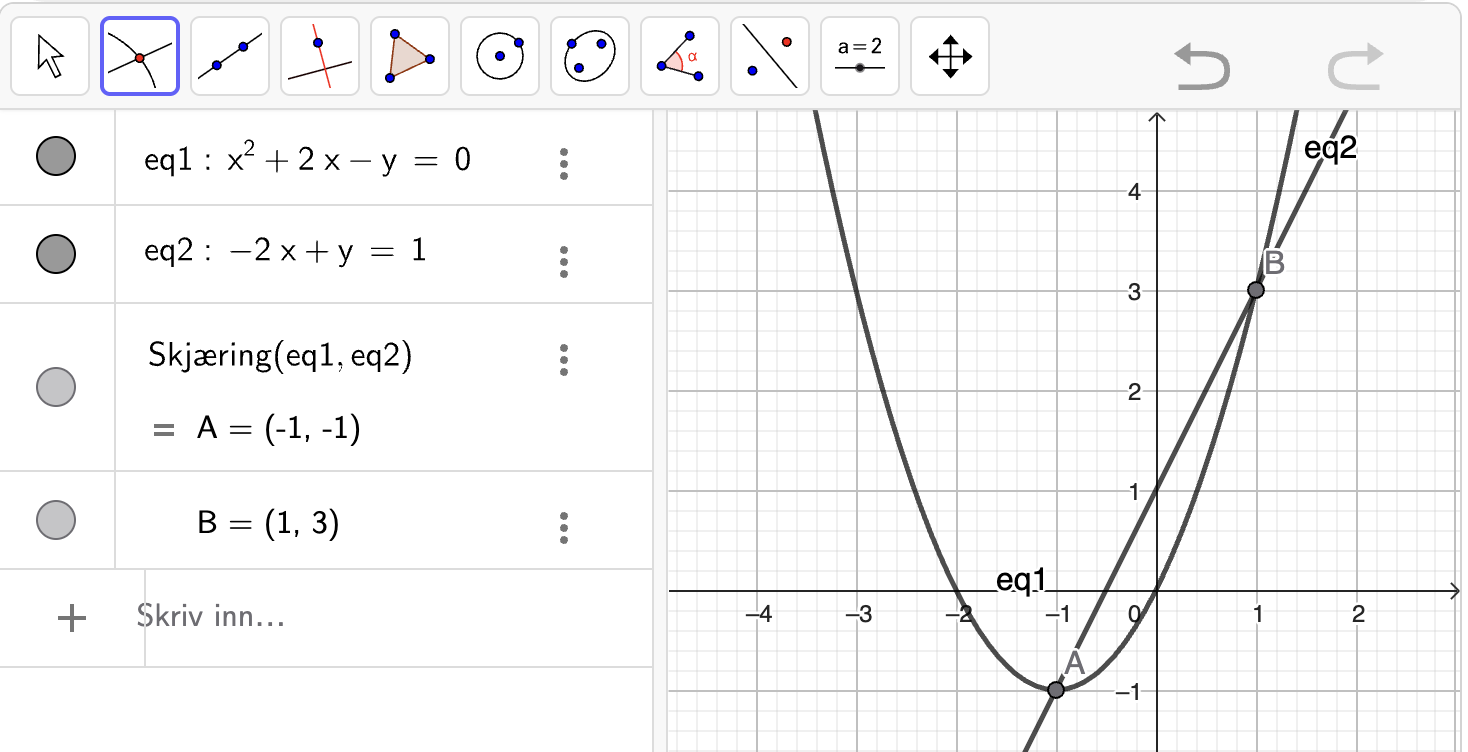 α
a=2
eq1 : x² + 2 x − y = 0
eq2 : −2 x + y = 1
Skjæring(eq1, eq2)
= A = (-1, -1)
B = (1, 3)
+ Skriv inn…
eq2
4
B
3
2
1
eq1
−4 −3 −2 −1 0 1 2
A
−1